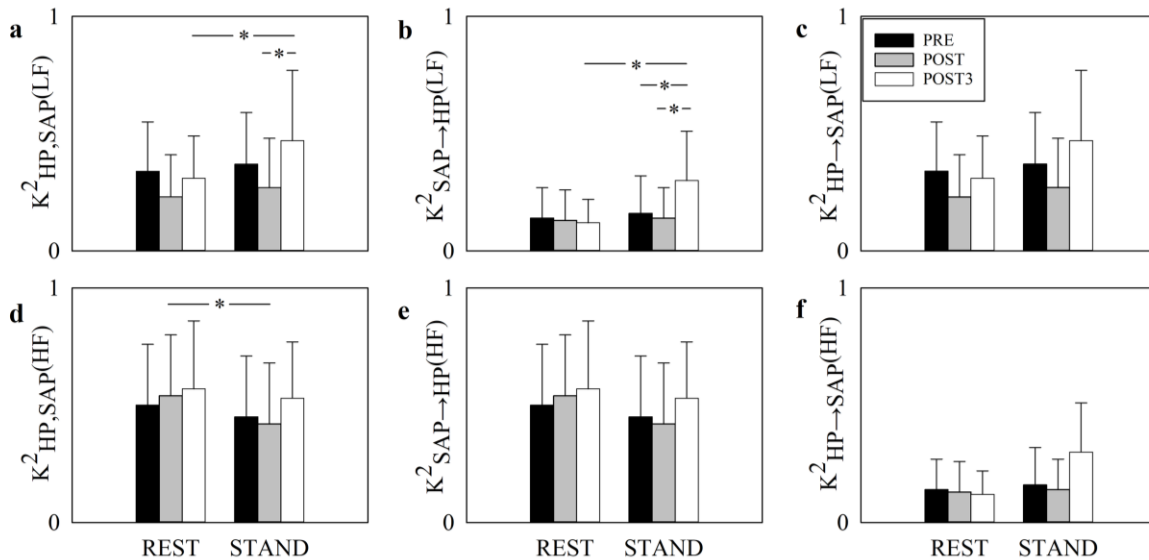 a
1
0
K²HP,SAP(LF)
*
*
b
1
0
K²SAP→HP(LF)
*
*
*
c
1
0
K²HP→SAP(LF)
PRE
POST
POST3
d
1
0
K²HP,SAP(HF)
*
REST STAND
e
1
0
K²SAP→HP(HF)
REST STAND
f
1
0
K²HP→SAP(HF)
REST STAND